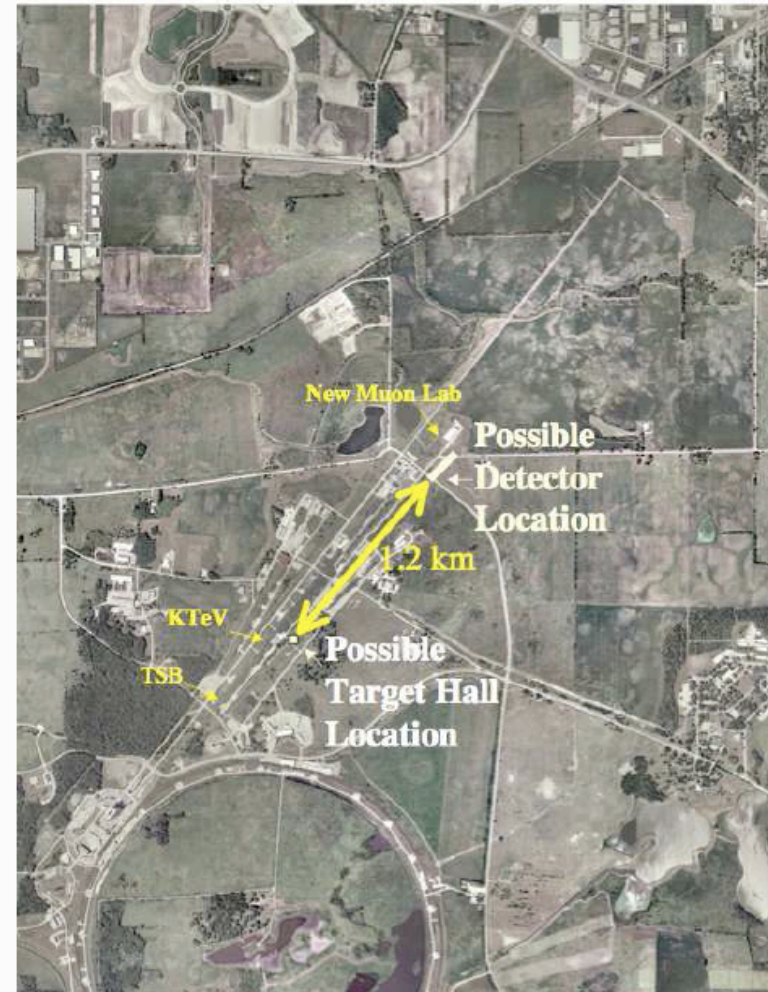 New Muon Lab
Possible
Detector
Location
1.2 km
KTeV
Possible
Target Hall
Location
TSB